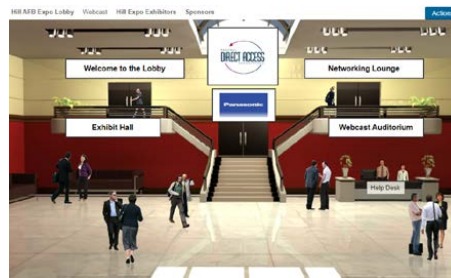 Hill AFB Expo Lobby Webcast Hill Expo Exhibitors Sponsors Actions
DIRECT ACCESS
Welcome to the Lobby
Networking Lounge
Panasonic
Exhibit Hall
Webcast Auditorium
Help Desk